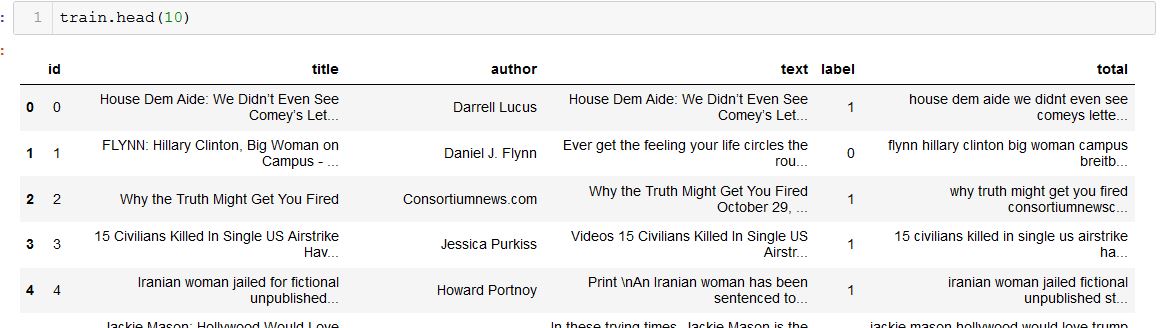 1 train.head(10)
id title author text label total
0 0 House Dem Aide: We Didn’t Even See Comey’s Let... Darrell Lucus House Dem Aide: We Didn’t Even See Comey’s Let... 1 house dem aide we didnt even see comeys lette...
1 1 FLYNN: Hillary Clinton, Big Woman on Campus - ... Daniel J. Flynn Ever get the feeling your life circles the rou... 0 flynn hillary clinton big woman campus breitb...
2 2 Why the Truth Might Get You Fired Consortiumnews.com Why the Truth Might Get You Fired October 29, ... 1 why truth might get you fired consortiumnewsc...
3 3 15 Civilians Killed In Single US Airstrike Hav... Jessica Purkiss Videos 15 Civilians Killed In Single US Airstr... 1 15 civilians killed in single us airstrike ha...
4 4 Iranian woman jailed for fictional unpublished... Howard Portnoy Print \nAn Iranian woman has been sentenced to... 1 iranian woman jailed fictional unpublished st...
Jackie Mason: Hollywood Would Love In these trying times, Jackie Mason is the jackie mason hollywood would love trump